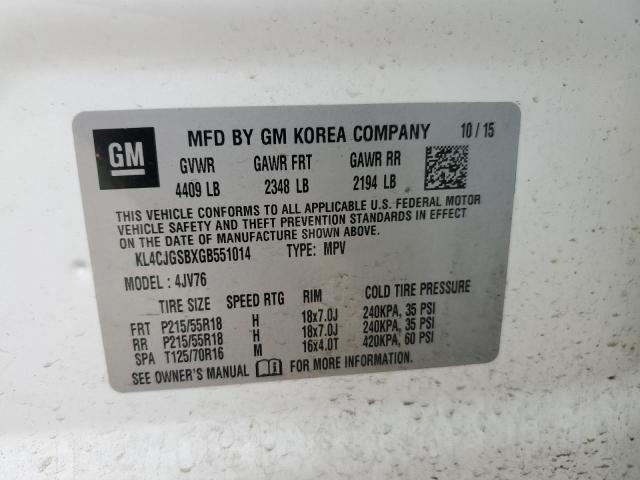 GM MFD BY GM KOREA COMPANY 10 / 15
GVWR GAWR FRT GAWR RR
4409 LB 2348 LB 2194 LB
THIS VEHICLE CONFORMS TO ALL APPLICABLE U.S. FEDERAL MOTOR
VEHICLE SAFETY AND THEFT PREVENTION STANDARDS IN EFFECT
ON THE DATE OF MANUFACTURE SHOWN ABOVE.
KL4CJGSBXGB551014 TYPE: MPV
MODEL : 4JV76
TIRE SIZE SPEED RTG RIM COLD TIRE PRESSURE
FRT P215/55R18 H 18x7.0J 240KPA, 35 PSI
RR P215/55R18 H 18x7.0J 240KPA, 35 PSI
SPA T125/70R16 M 16x4.0T 420KPA, 60 PSI
SEE OWNER'S MANUAL FOR MORE INFORMATION.